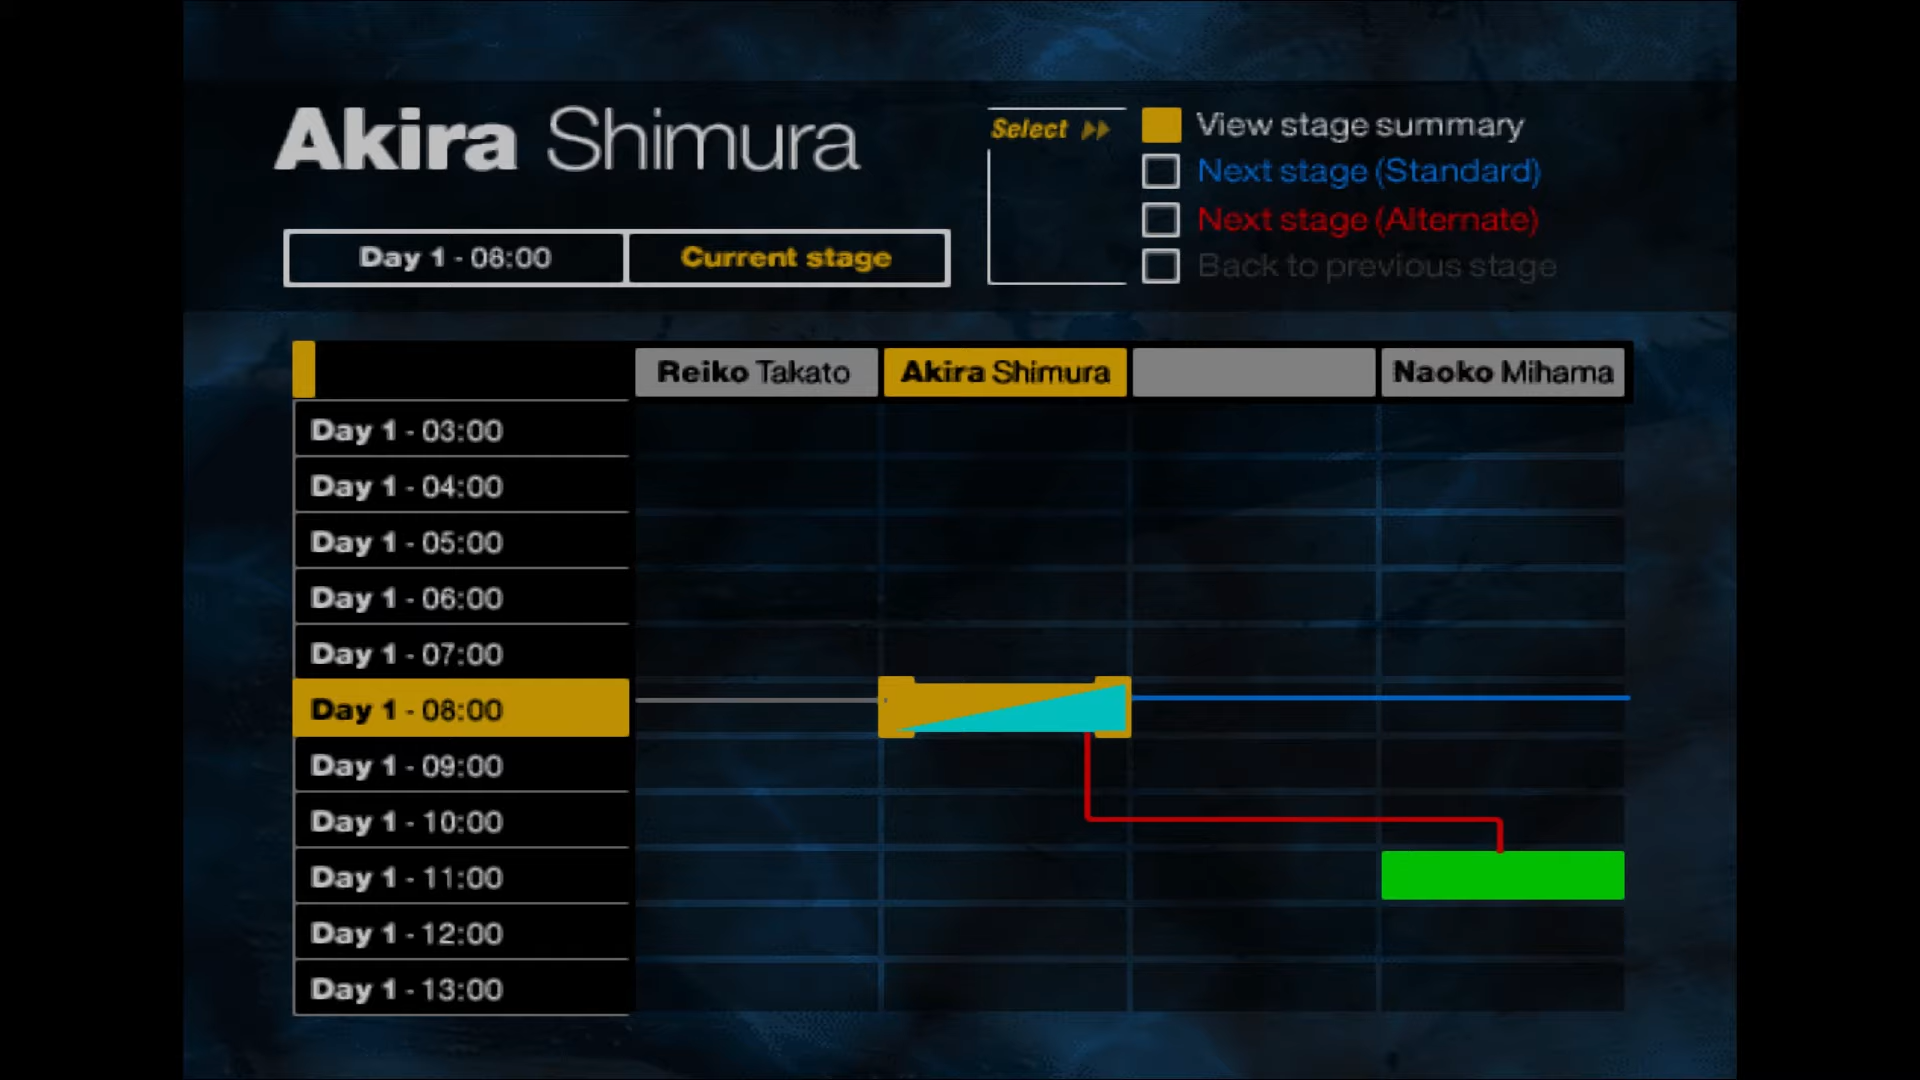 Akira Shimura
Day 1 - 08:00
Current stage
Select
View stage summary
Next stage (Standard)
Next stage (Alternate)
Back to previous stage
Reiko Takato
Akira Shimura
Naoko Mihama
Day 1 - 03:00
Day 1 - 04:00
Day 1 - 05:00
Day 1 - 06:00
Day 1 - 07:00
Day 1 - 08:00
Day 1 - 09:00
Day 1 - 10:00
Day 1 - 11:00
Day 1 - 12:00
Day 1 - 13:00